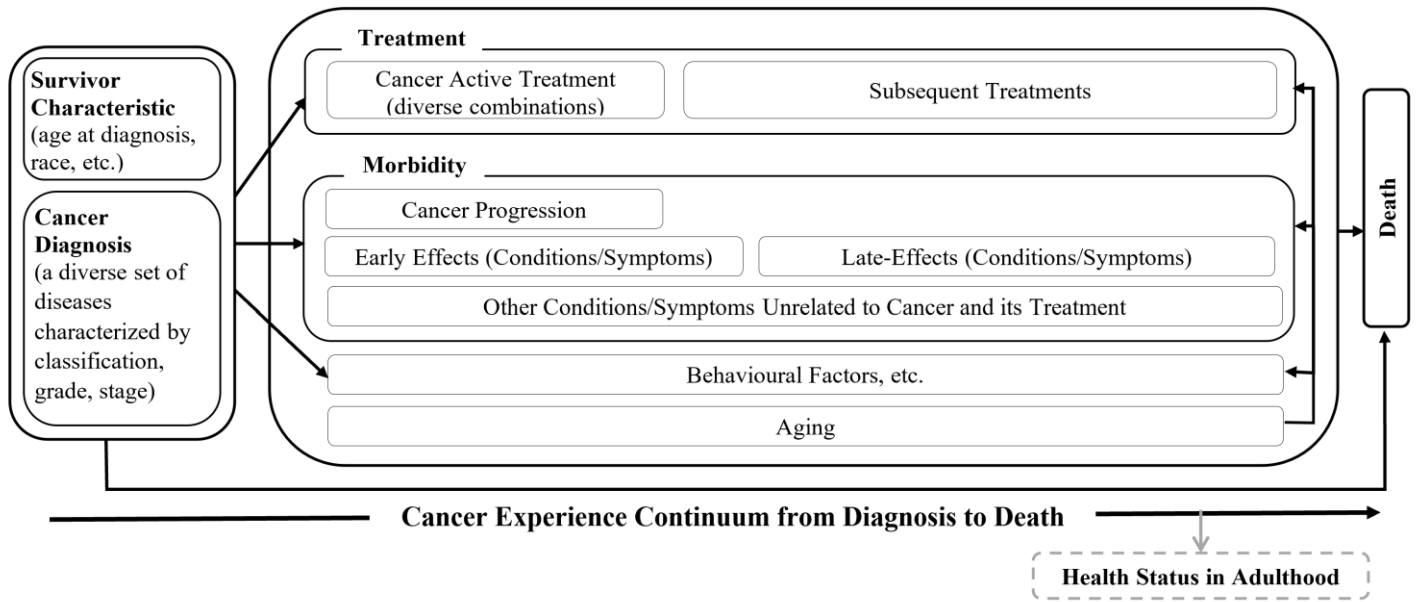 Survivor
Characteristic
(age at diagnosis,
race, etc.)
Cancer
Diagnosis
(a diverse set of
diseases
characterized by
classification,
grade, stage)
Treatment
Cancer Active Treatment
(diverse combinations)
Subsequent Treatments
Morbidity
Cancer Progression
Early Effects (Conditions/Symptoms)
Late-Effects (Conditions/Symptoms)
Other Conditions/Symptoms Unrelated to Cancer and its Treatment
Behavioural Factors, etc.
Aging
Death
Cancer Experience Continuum from Diagnosis to Death
Health Status in Adulthood